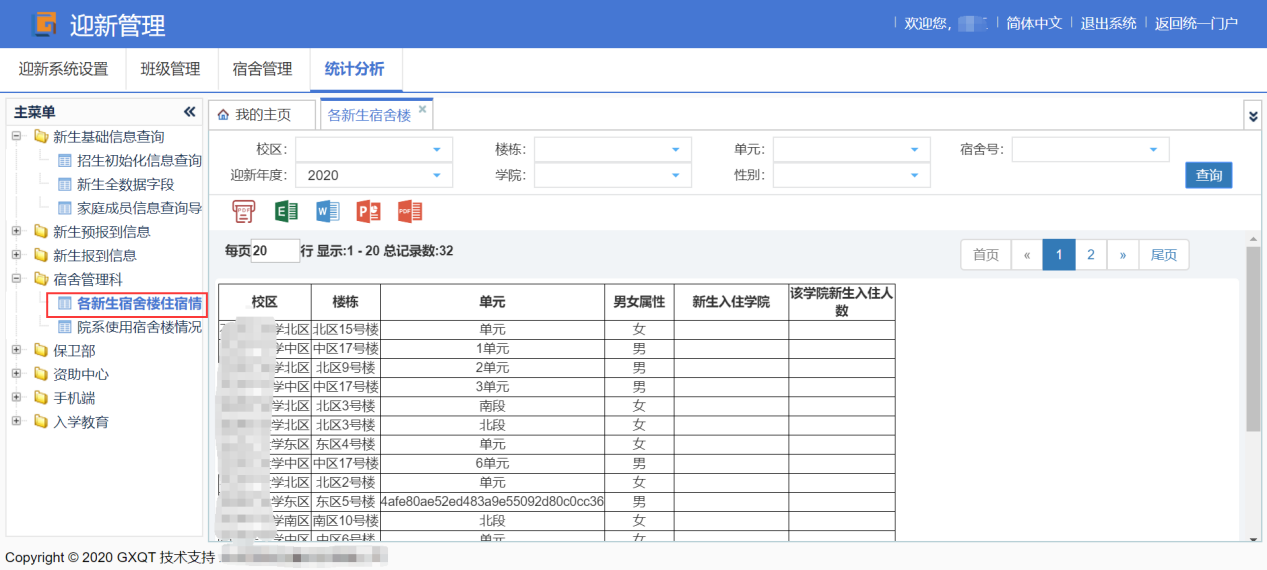 迎新管理
欢迎您, 简体中文 退出系统 返回统一门户
迎新系统设置 班级管理 宿舍管理 统计分析
主菜单
新生基础信息查询
招生初始化信息查询
新生全数据字段
家庭成员信息查询导
新生预报到信息
新生报到信息
宿舍管理科
各新生宿舍楼住宿情
院系使用宿舍楼情况
保卫部
资助中心
手机端
入学教育
我的主页 各新生宿舍楼
校区: 楼栋: 单元: 宿舍号:
迎新年度: 2020 学院: 性别: 查询
每页20 行 显示:1 - 20 总记录数:32
首页 « 1 2 » 尾页
校区 楼栋 单元 男女属性 新生入住学院 该学院新生入住人数
学北区 北区15号楼 单元 女
学中区 中区17号楼 1单元 男
学北区 北区9号楼 2单元 男
学中区 中区17号楼 3单元 男
学北区 北区3号楼 南段 女
学北区 北区3号楼 北段 女
学东区 东区4号楼 单元 女
学中区 中区17号楼 6单元 男
学北区 北区2号楼 单元 女
学东区 东区5号楼 4afe80ae52ed483a9e55092d80c0cc36 男
学南区 南区10号楼 北段 女
学中区 中区6号楼 单元 女
Copyright © 2020 GXQT 技术支持